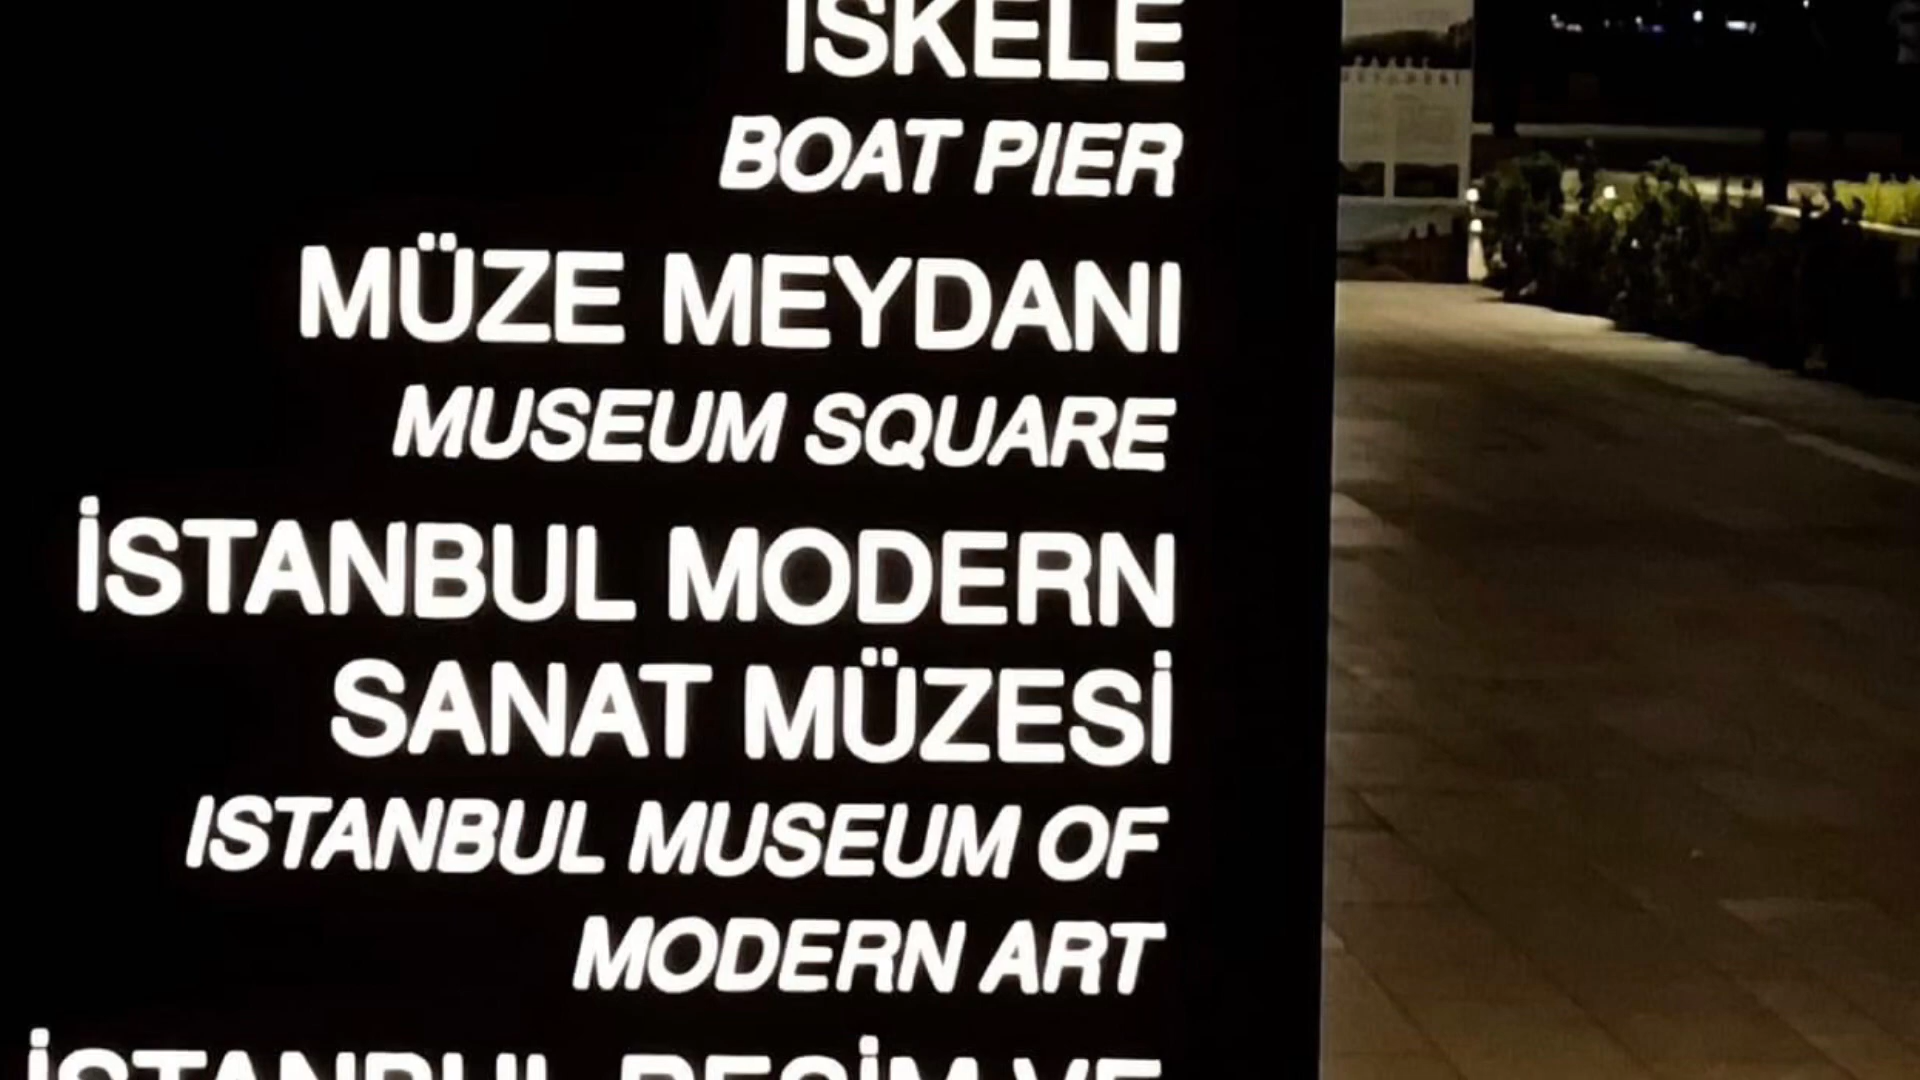 İSKELE
BOAT PIER
MÜZE MEYDANI
MUSEUM SQUARE
İSTANBUL MODERN
SANAT MÜZESİ
ISTANBUL MUSEUM OF
MODERN ART
İSTANBUL RESİM VE